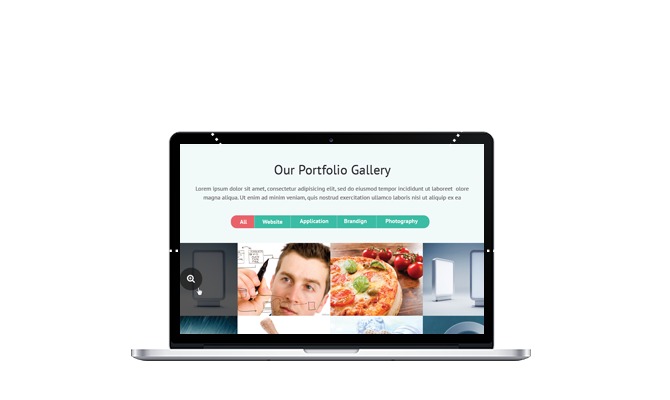 Our Portfolio Gallery
Lorem ipsum dolor sit amet, consectetur adipisicing elit, sed do eiusmod tempor incididunt ut laboreet olore
magna aliqua. Ut enim ad minim veniam, quis nostrud exercitation ullamco laboris nisi ut aliquip ex ea
All Website Application Brandign Photography